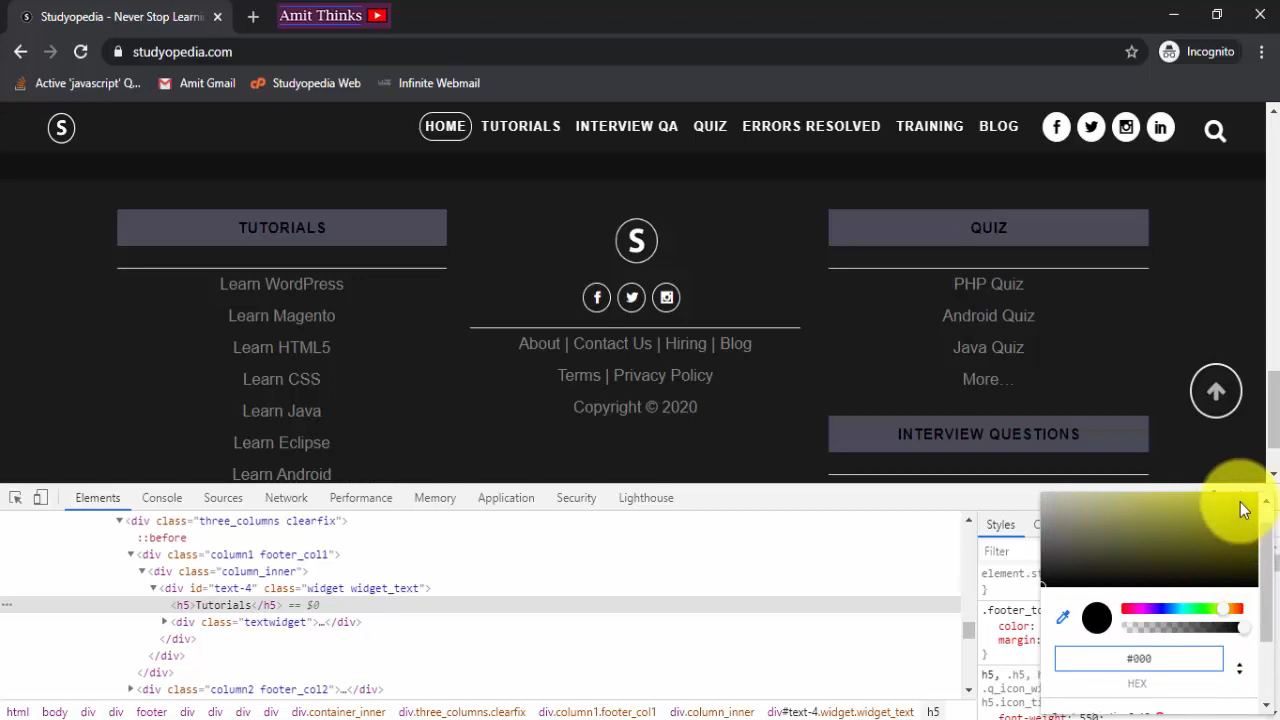 Studyopedia - Never Stop Learni
Amit Thinks
studyopedia.com
Incognito
Active 'javascript' Q...
Amit Gmail
Studyopedia Web
Infinite Webmail
S
HOME TUTORIALS INTERVIEW QA QUIZ ERRORS RESOLVED TRAINING BLOG
TUTORIALS
Learn WordPress
Learn Magento
Learn HTML5
Learn CSS
Learn Java
Learn Eclipse
Learn Android
S
About | Contact Us | Hiring | Blog
Terms | Privacy Policy
Copyright © 2020
QUIZ
PHP Quiz
Android Quiz
Java Quiz
More...
INTERVIEW QUESTIONS
Elements Console Sources Network Performance Memory Application Security Lighthouse
<div class="three_columns clearfix">
::before
<div class="column1 footer_col1">
<div class="column_inner">
<div id="text-4" class="widget widget_text">
<h5>Tutorials</h5> == $0
<div class="textwidget">…</div>
</div>
</div>
</div>
<div class="column2 footer_col2">…</div>
html body div div footer div div div div.container_inner div.three_columns.clearfix div.column1.footer_col1 div.column_inner div#text-4.widget.widget_text h5
Styles
Filter
element.st
}
.footer_to
color:
margin:
}
h5, .h5,
.q_icon_wi
h5.icon_ti
font-weight: 550;
#000
HEX